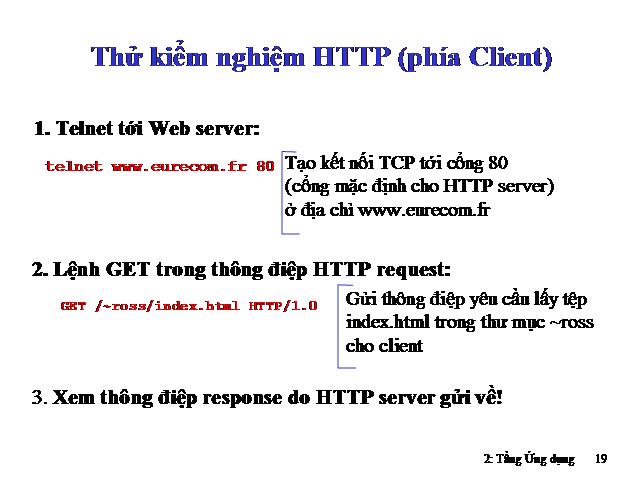 Thử kiểm nghiệm HTTP (phía Client)
1. Telnet tới Web server:
telnet www.eurecom.fr 80
Tạo kết nối TCP tới cổng 80
(cổng mặc định cho HTTP server)
ở địa chỉ www.eurecom.fr
2. Lệnh GET trong thông điệp HTTP request:
GET /~ross/index.html HTTP/1.0
Gửi thông điệp yêu cầu lấy tệp
index.html trong thư mục ~ross
cho client
3. Xem thông điệp response do HTTP server gửi về!
2: Tầng Ứng dụng 19